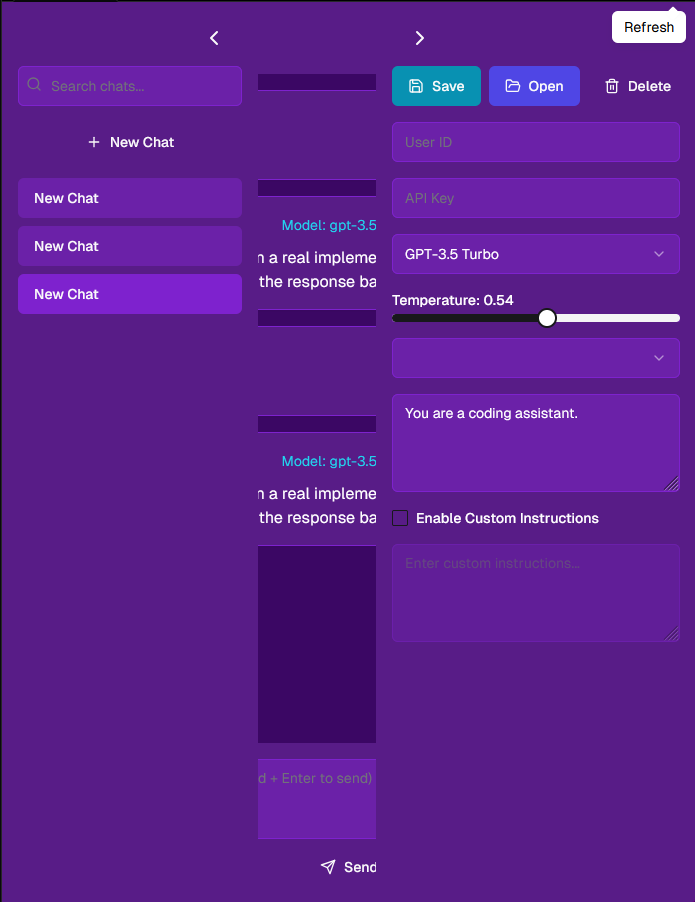 Refresh
Search chats...
New Chat
New Chat
New Chat
New Chat
Model: gpt-3.5
a real impleme
the response ba
Model: gpt-3.5
a real impleme
the response ba
+ Enter to send)
Send
Save
Open
Delete
User ID
API Key
GPT-3.5 Turbo
Temperature: 0.54
You are a coding assistant.
Enable Custom Instructions
Enter custom instructions...